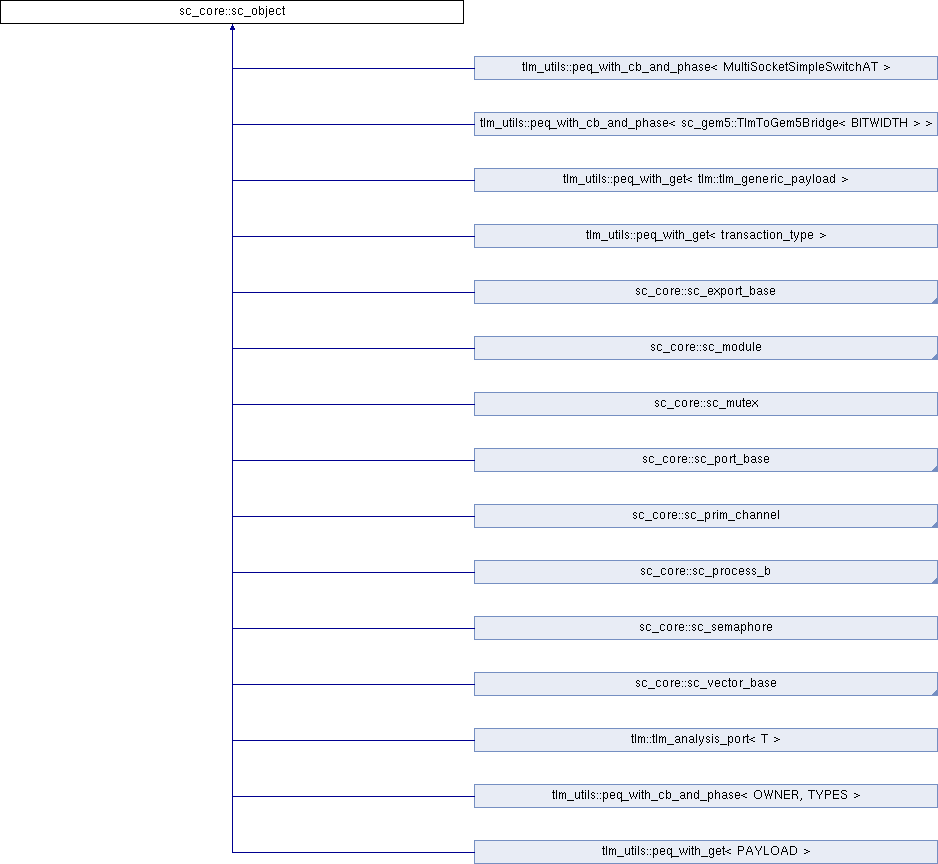 sc_core::sc_object
tlm_utils::peq_with_cb_and_phase< MultiSocketSimpleSwitchAT >
tlm_utils::peq_with_cb_and_phase< sc_gem5::TlmToGem5Bridge< BITWIDTH > >
tlm_utils::peq_with_get< tlm::tlm_generic_payload >
tlm_utils::peq_with_get< transaction_type >
sc_core::sc_export_base
sc_core::sc_module
sc_core::sc_mutex
sc_core::sc_port_base
sc_core::sc_prim_channel
sc_core::sc_process_b
sc_core::sc_semaphore
sc_core::sc_vector_base
tlm::tlm_analysis_port< T >
tlm_utils::peq_with_cb_and_phase< OWNER, TYPES >
tlm_utils::peq_with_get< PAYLOAD >